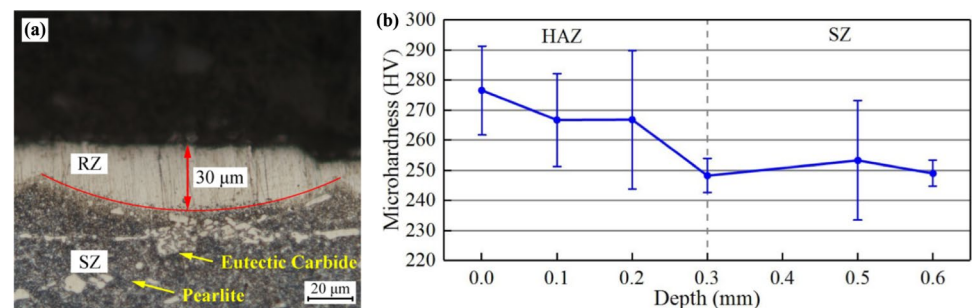 (a)
RZ
30 μm
SZ
Eutectic Carbide
Pearlite
20 μm
(b)
HAZ
SZ
Microhardness (HV)
300
290
280
270
260
250
240
230
220
0.0 0.1 0.2 0.3 0.4 0.5 0.6
Depth (mm)